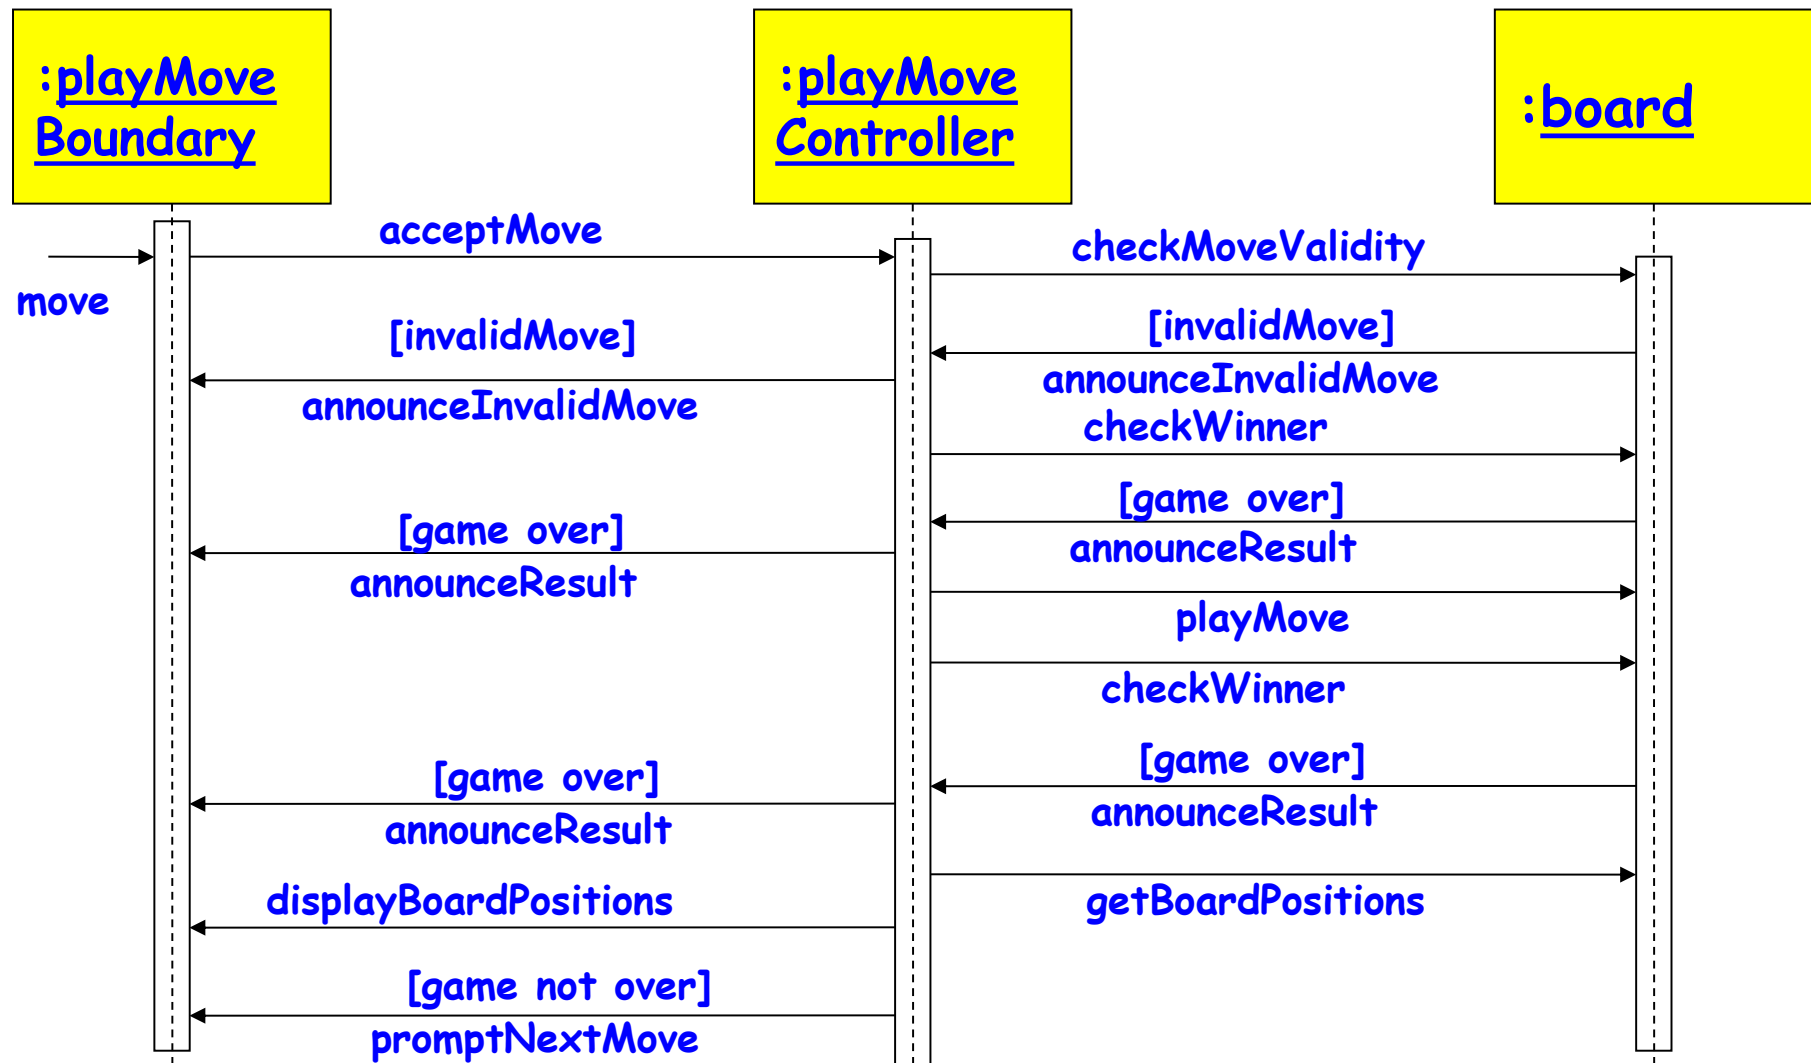 :playMove
Boundary
:playMove
Controller
:board
move
acceptMove
checkMoveValidity
[invalidMove]
announceInvalidMove
[invalidMove]
announceInvalidMove
checkWinner
[game over]
announceResult
[game over]
announceResult
playMove
checkWinner
[game over]
announceResult
[game over]
announceResult
getBoardPositions
displayBoardPositions
[game not over]
promptNextMove